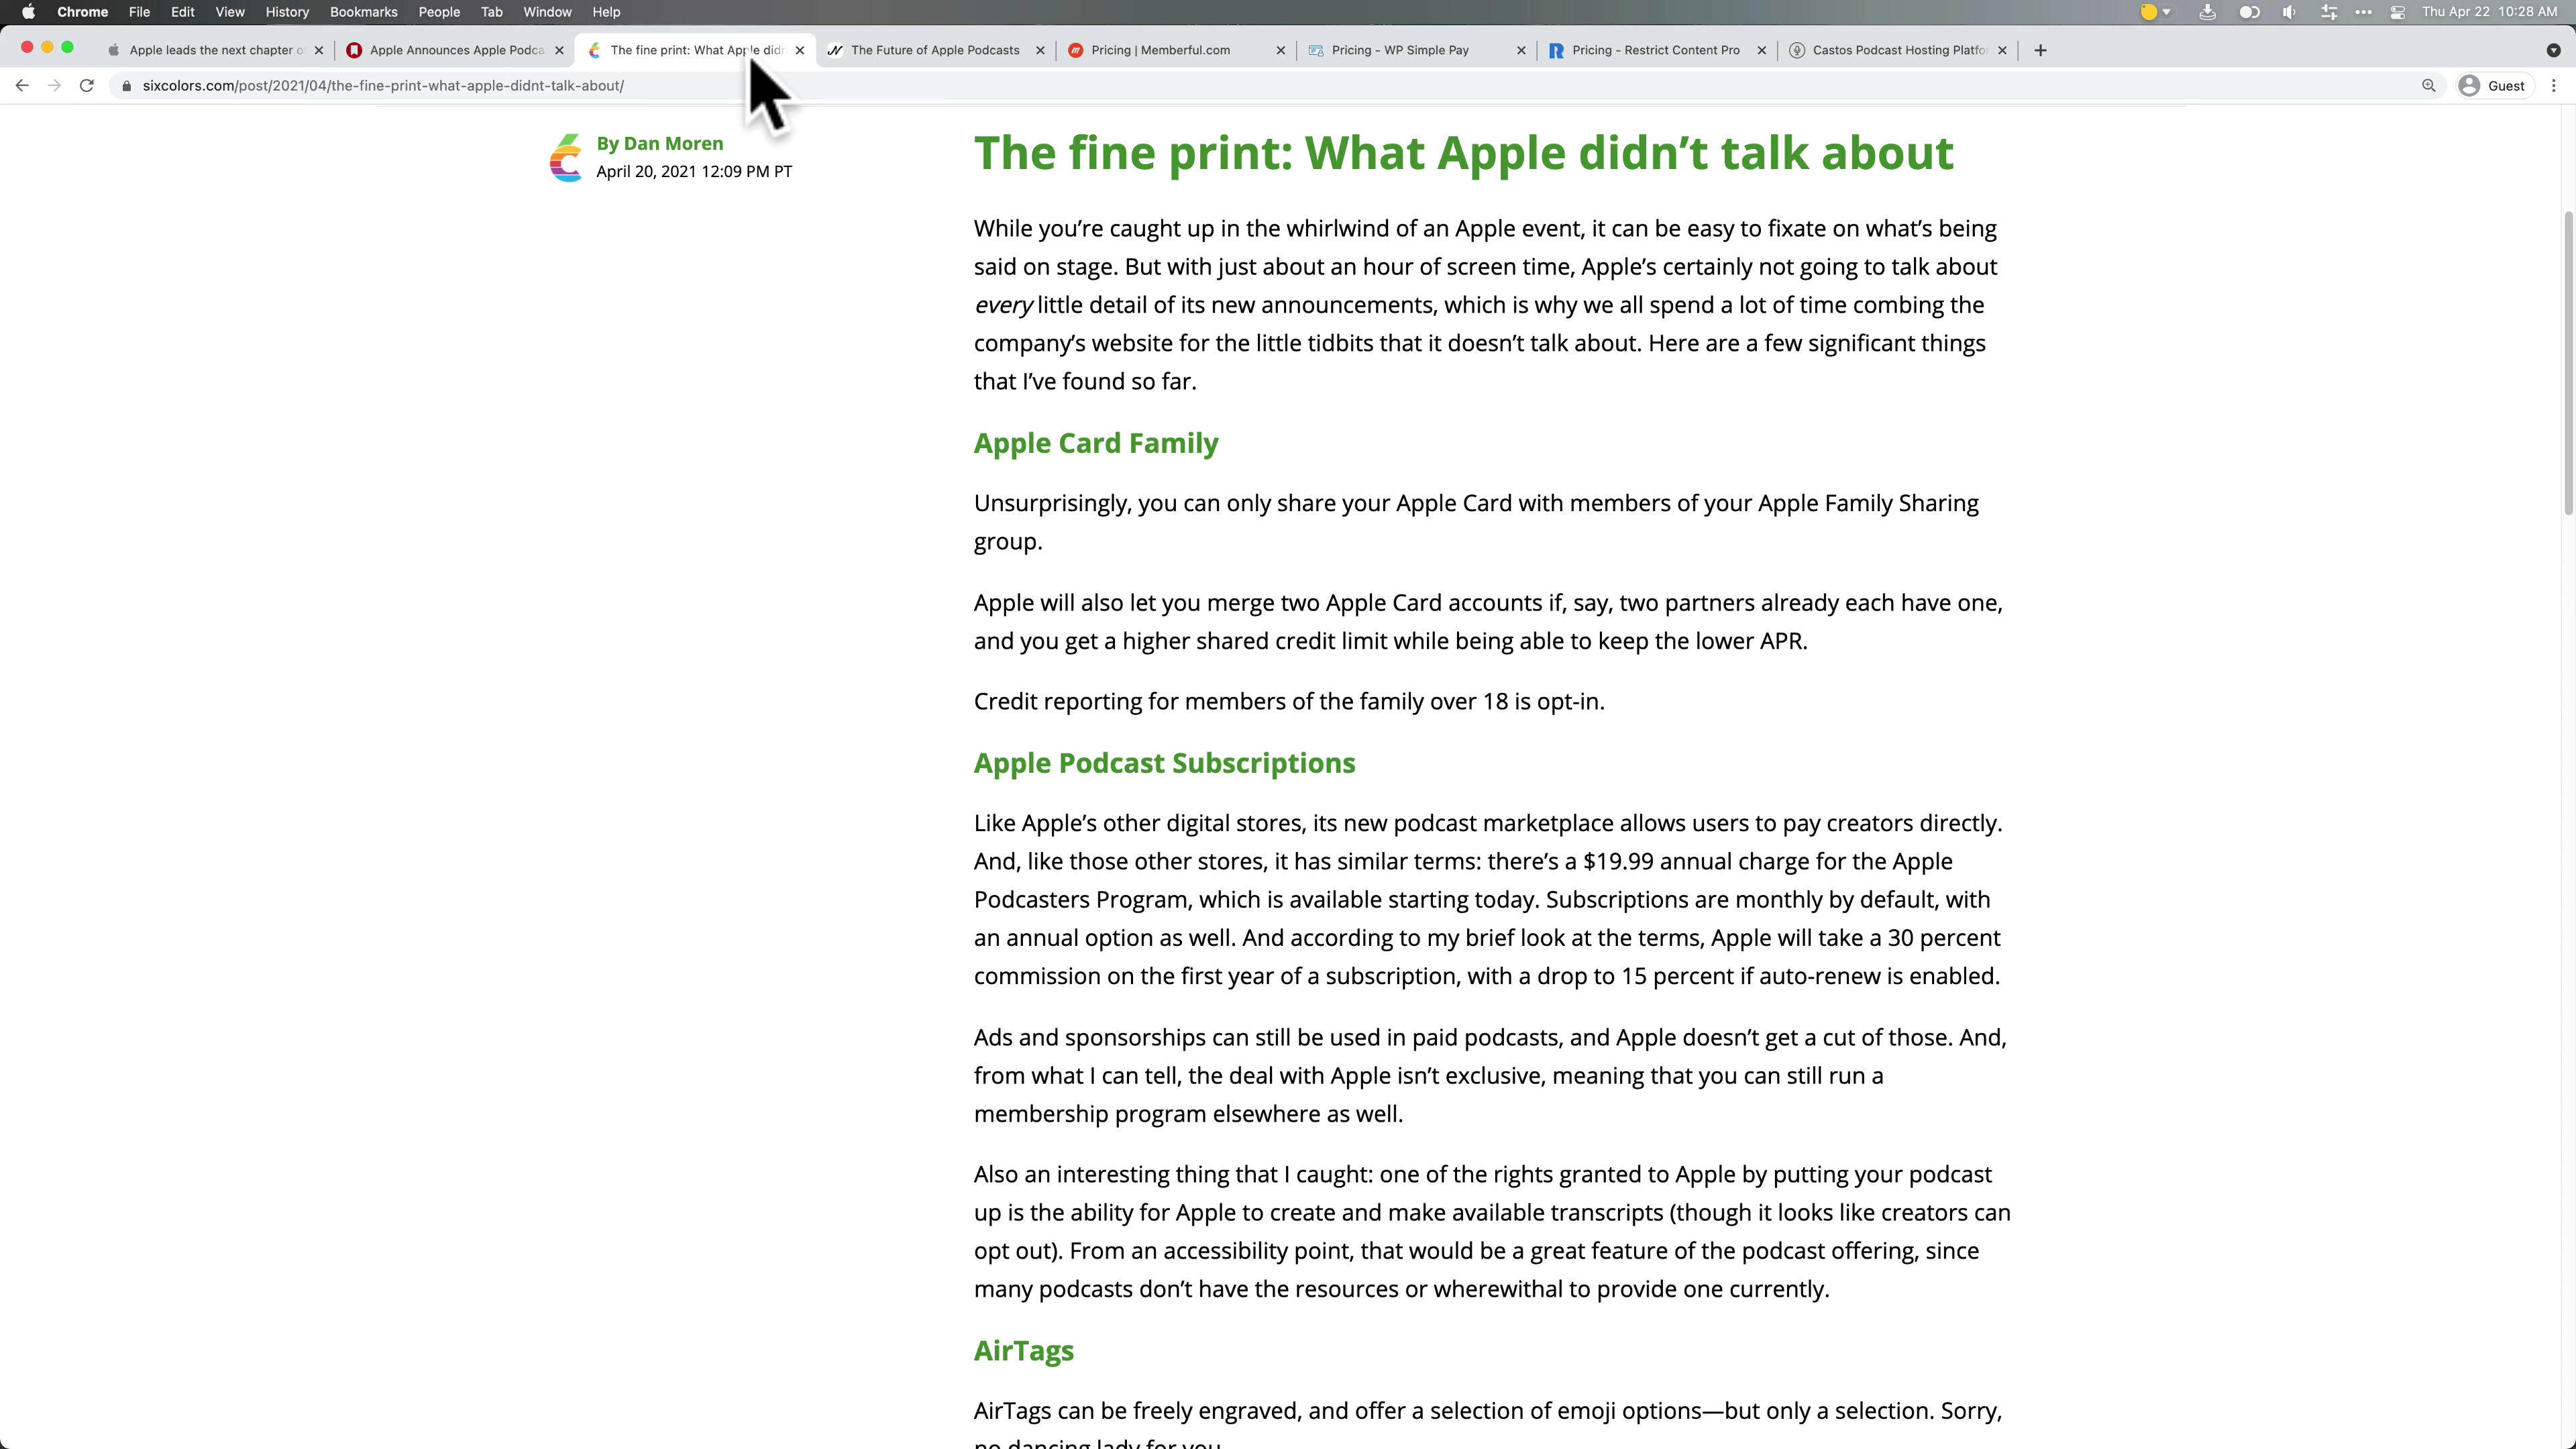 Chrome File Edit View History Bookmarks People Tab Window Help
Thu Apr 22 10:28 AM
Apple leads the next chapter o
Apple Announces Apple Podca
The fine print: What Apple didn
The Future of Apple Podcasts
Pricing | Memberful.com
Pricing - WP Simple Pay
Pricing - Restrict Content Pro
Castos Podcast Hosting Platfo
sixcolors.com/post/2021/04/the-fine-print-what-apple-didnt-talk-about/
Guest
By Dan Moren
April 20, 2021 12:09 PM PT
The fine print: What Apple didn’t talk about
While you’re caught up in the whirlwind of an Apple event, it can be easy to fixate on what’s being
said on stage. But with just about an hour of screen time, Apple’s certainly not going to talk about
every little detail of its new announcements, which is why we all spend a lot of time combing the
company’s website for the little tidbits that it doesn’t talk about. Here are a few significant things
that I’ve found so far.
Apple Card Family
Unsurprisingly, you can only share your Apple Card with members of your Apple Family Sharing
group.
Apple will also let you merge two Apple Card accounts if, say, two partners already each have one,
and you get a higher shared credit limit while being able to keep the lower APR.
Credit reporting for members of the family over 18 is opt-in.
Apple Podcast Subscriptions
Like Apple’s other digital stores, its new podcast marketplace allows users to pay creators directly.
And, like those other stores, it has similar terms: there’s a $19.99 annual charge for the Apple
Podcasters Program, which is available starting today. Subscriptions are monthly by default, with
an annual option as well. And according to my brief look at the terms, Apple will take a 30 percent
commission on the first year of a subscription, with a drop to 15 percent if auto-renew is enabled.
Ads and sponsorships can still be used in paid podcasts, and Apple doesn’t get a cut of those. And,
from what I can tell, the deal with Apple isn’t exclusive, meaning that you can still run a
membership program elsewhere as well.
Also an interesting thing that I caught: one of the rights granted to Apple by putting your podcast
up is the ability for Apple to create and make available transcripts (though it looks like creators can
opt out). From an accessibility point, that would be a great feature of the podcast offering, since
many podcasts don’t have the resources or wherewithal to provide one currently.
AirTags
AirTags can be freely engraved, and offer a selection of emoji options—but only a selection. Sorry,
no dancing lady for you